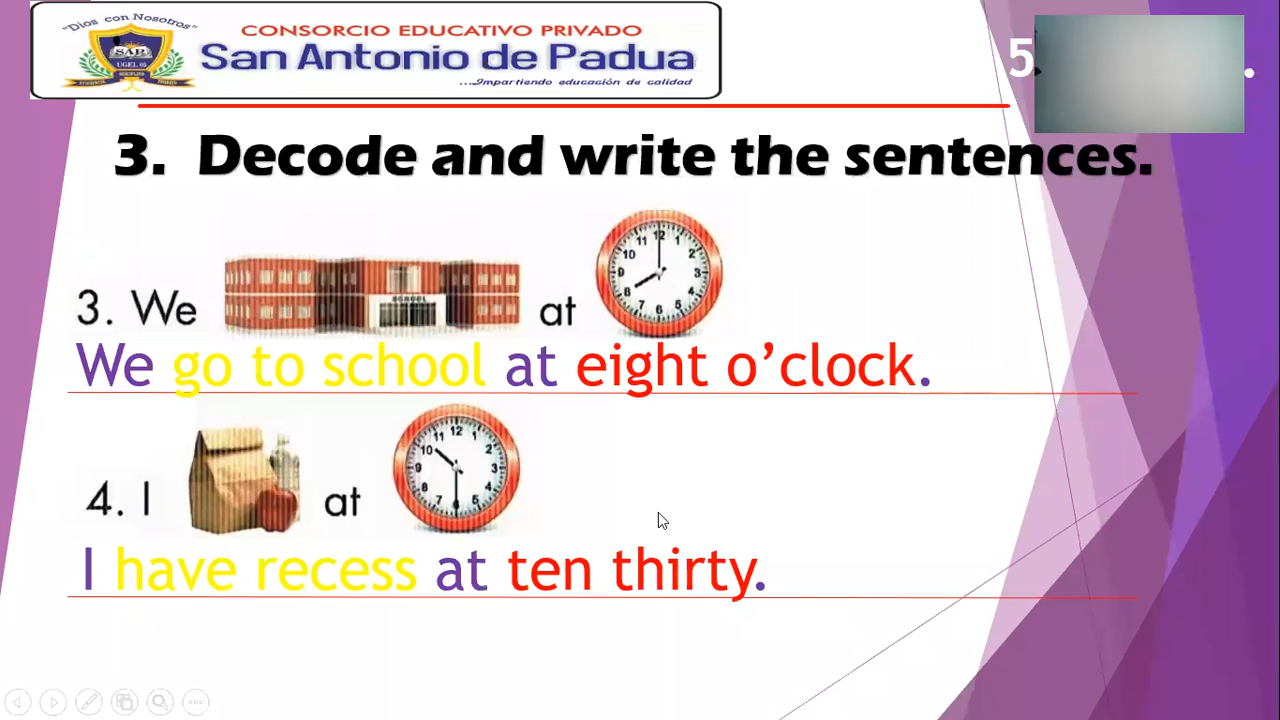 "Dios con Nosotros"
CONSORCIO EDUCATIVO PRIVADO
San Antonio de Padua
...Impartiendo educación de calidad
SAP
UGEL 05
5
3. Decode and write the sentences.
SCHOOL
3. We at
We go to school at eight o’clock.
4. I at
I have recess at ten thirty.